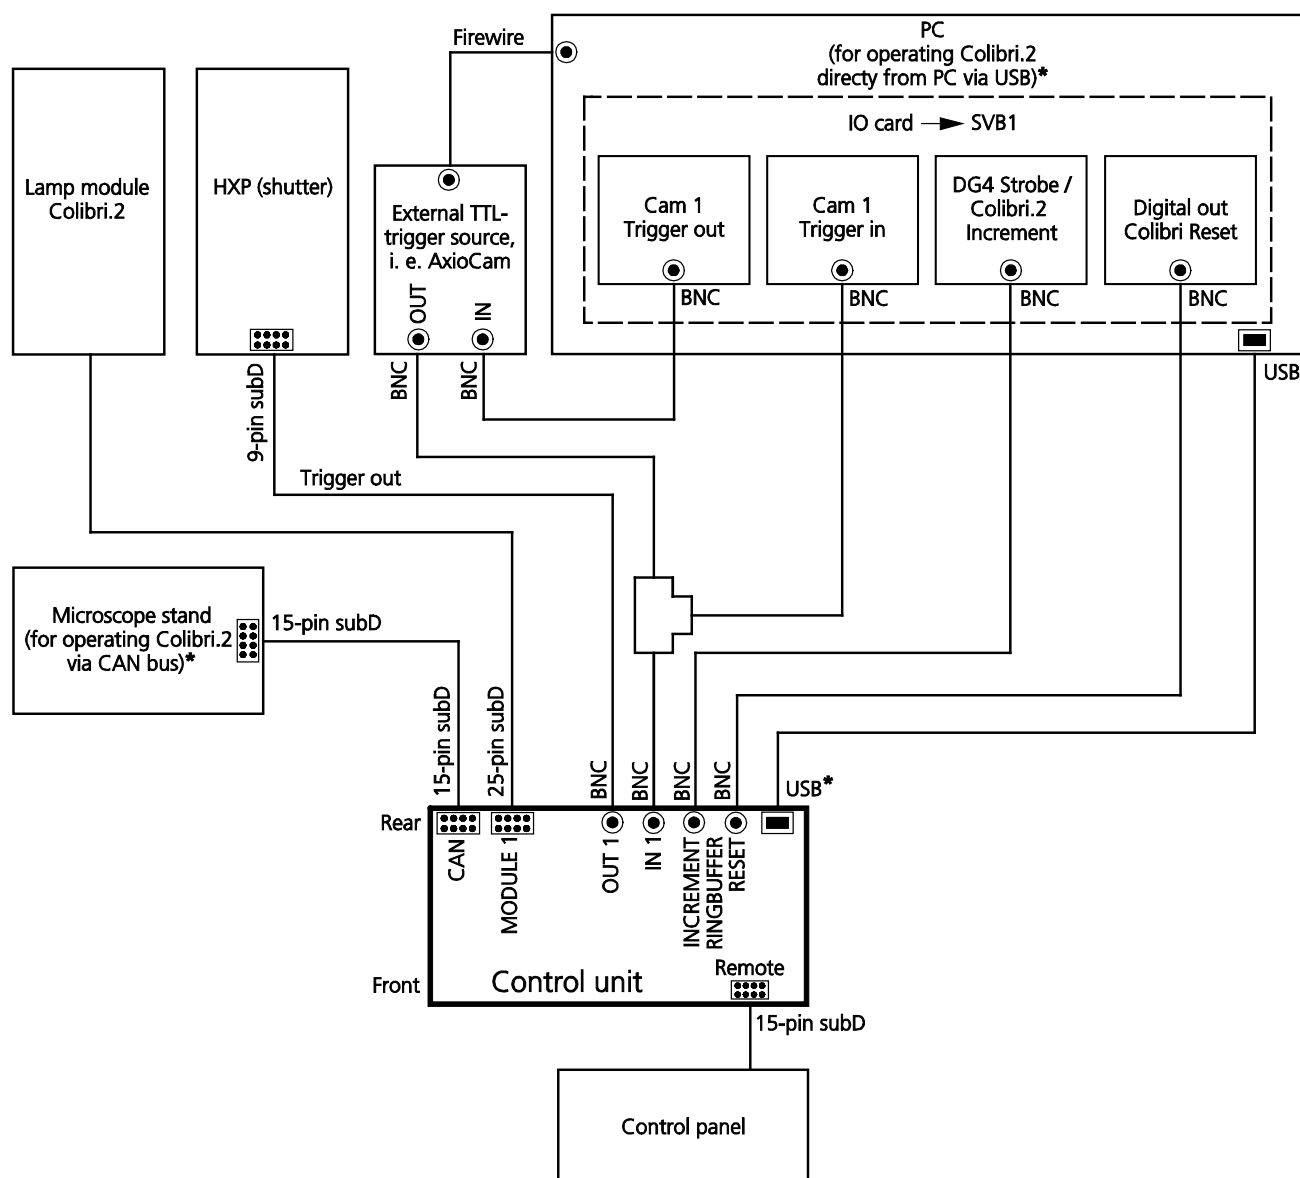 Firewire
PC
(for operating Colibri.2
directy from PC via USB)*
IO card → SVB1
Lamp module
Colibri.2
HXP (shutter)
External TTL-
trigger source,
i. e. AxioCam
OUT
IN
Cam 1
Trigger out
Cam 1
Trigger in
DG4 Strobe /
Colibri.2
Increment
Digital out
Colibri Reset
BNC
BNC
BNC
BNC
USB
9-pin subD
BNC
BNC
Trigger out
Microscope stand
(for operating Colibri.2
via CAN bus)*
15-pin subD
15-pin subD
25-pin subD
BNC
BNC
BNC
BNC
USB*
Rear
CAN
MODULE 1
OUT 1
IN 1
INCREMENT
RINGBUFFER
RESET
Front
Control unit
Remote
15-pin subD
Control panel